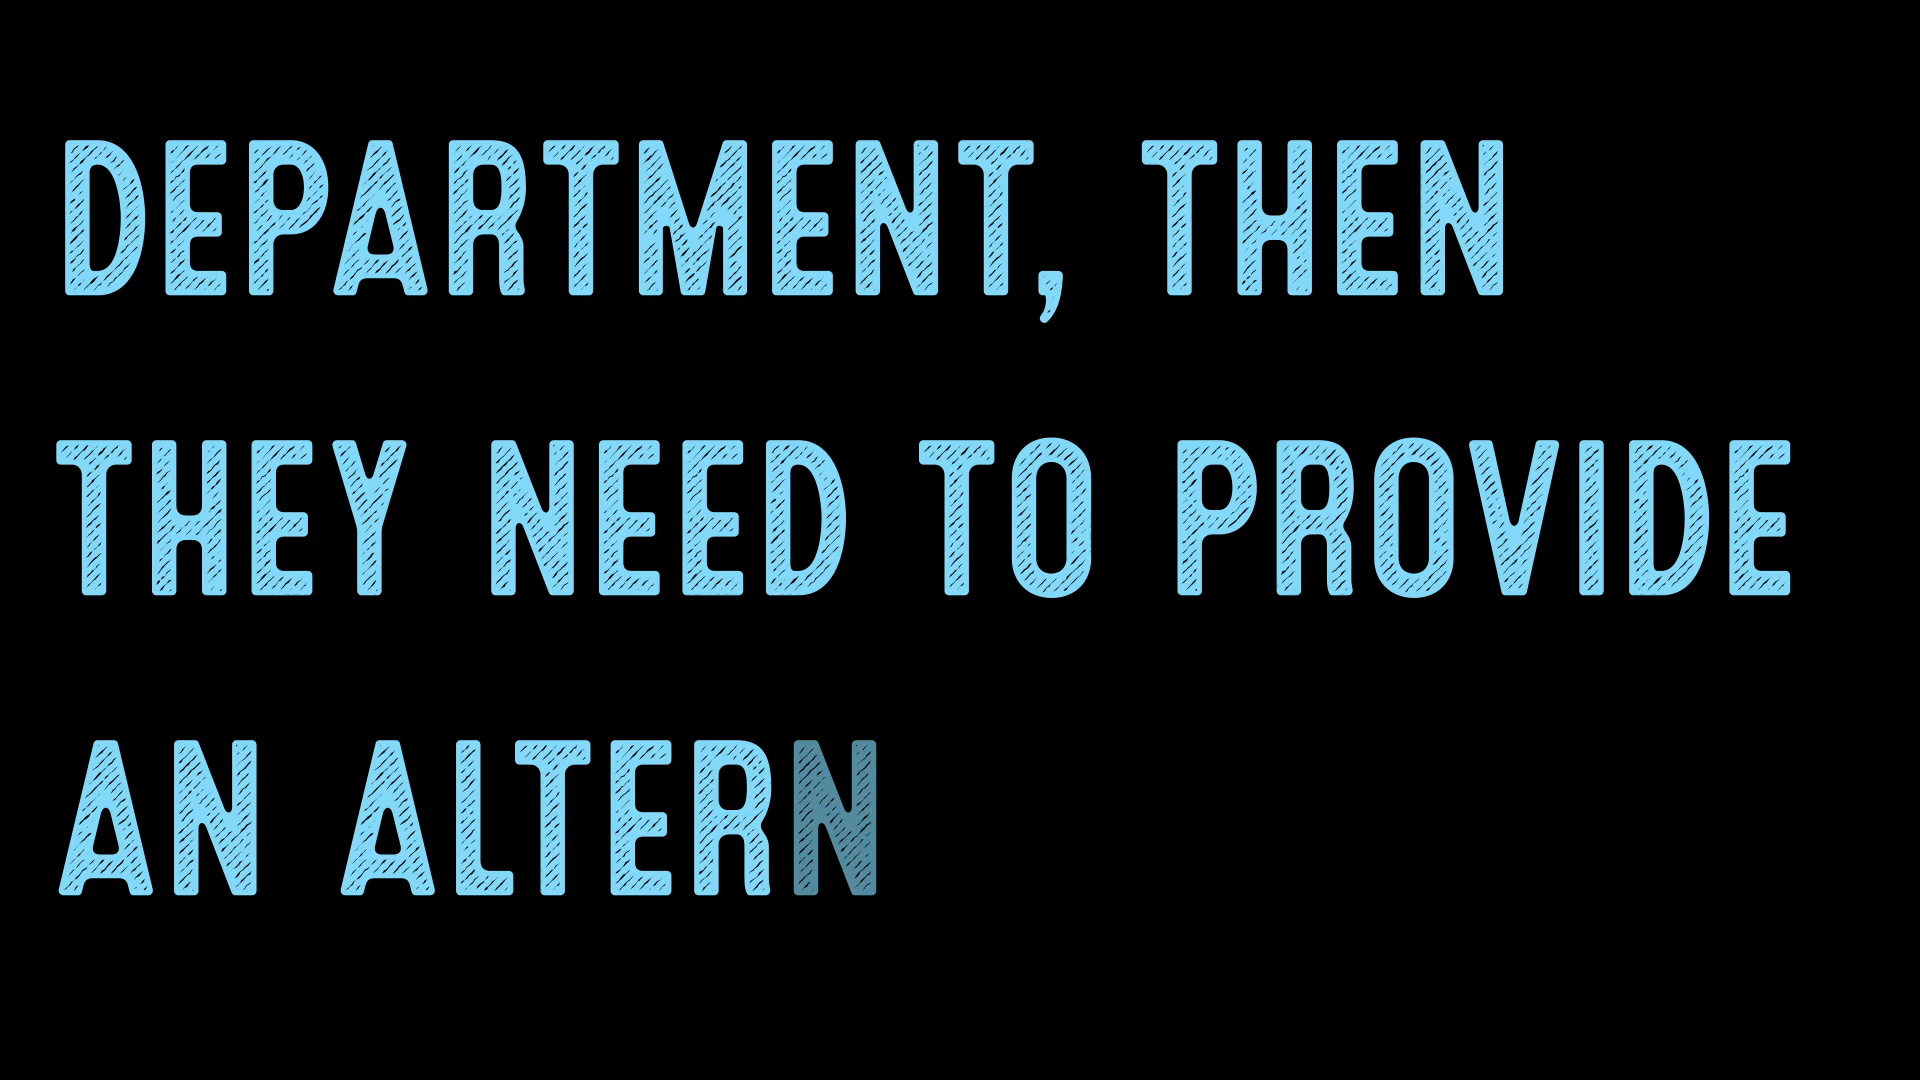 DEPARTMENT, THEN
THEY NEED TO PROVIDE
AN ALTERN